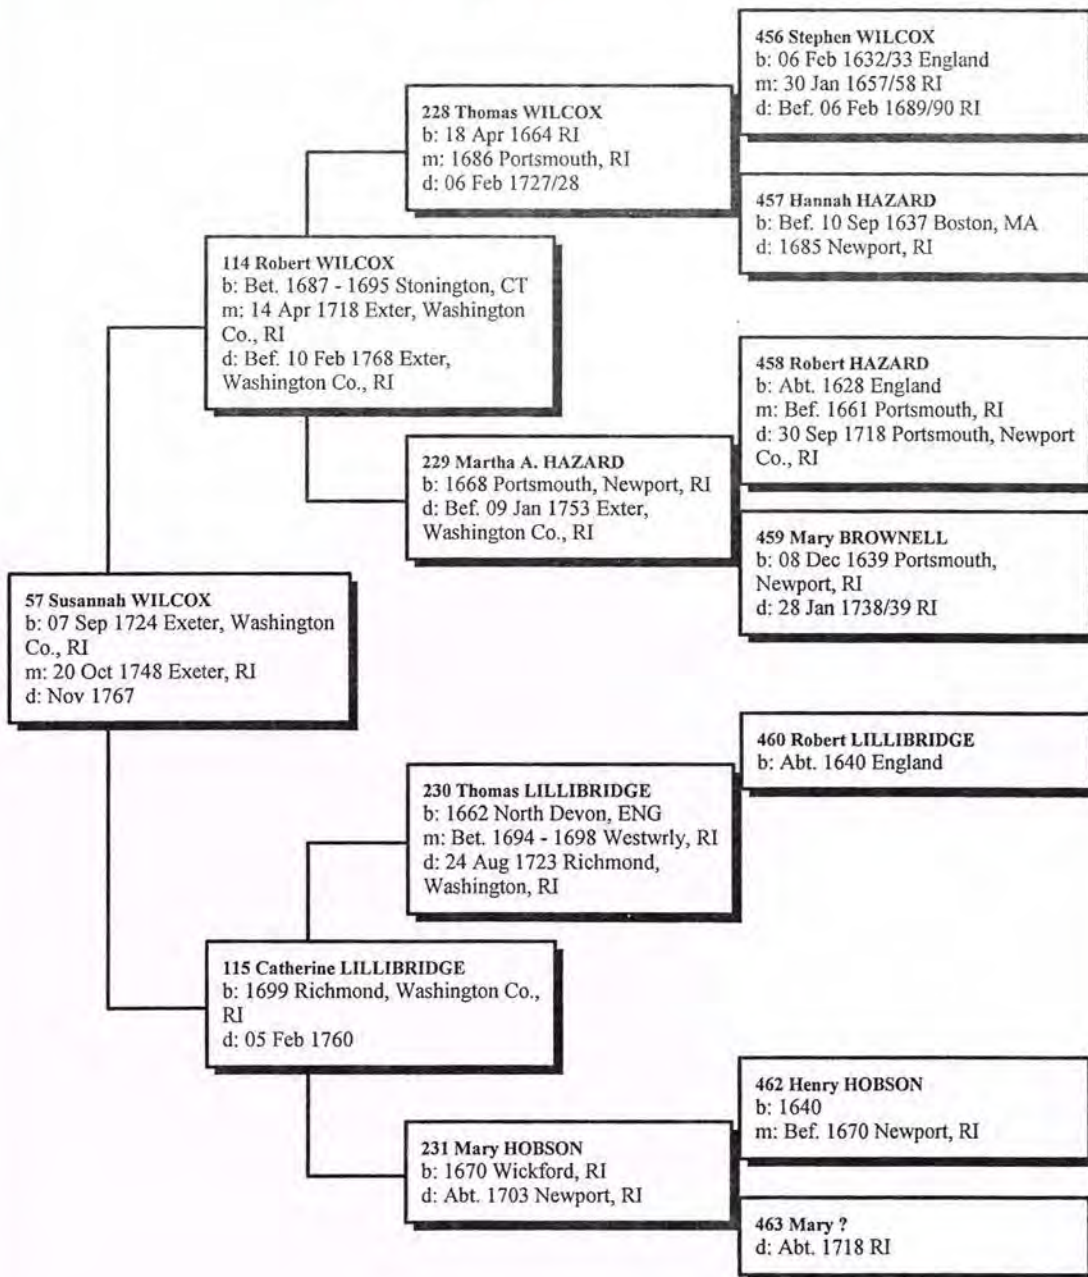 456 Stephen WILCOX
b: 06 Feb 1632/33 England
m: 30 Jan 1657/58 RI
d: Bef. 06 Feb 1689/90 RI
228 Thomas WILCOX
b: 18 Apr 1664 RI
m: 1686 Portsmouth, RI
d: 06 Feb 1727/28
457 Hannah HAZARD
b: Bef. 10 Sep 1637 Boston, MA
d: 1685 Newport, RI
114 Robert WILCOX
b: Bet. 1687 - 1695 Stonington, CT
m: 14 Apr 1718 Exter, Washington
Co., RI
d: Bef. 10 Feb 1768 Exter,
Washington Co., RI
458 Robert HAZARD
b: Abt. 1628 England
m: Bef. 1661 Portsmouth, RI
d: 30 Sep 1718 Portsmouth, Newport
Co., RI
229 Martha A. HAZARD
b: 1668 Portsmouth, Newport, RI
d: Bef. 09 Jan 1753 Exter,
Washington Co., RI
459 Mary BROWNELL
b: 08 Dec 1639 Portsmouth,
Newport, RI
d: 28 Jan 1738/39 RI
57 Susannah WILCOX
b: 07 Sep 1724 Exeter, Washington
Co., RI
m: 20 Oct 1748 Exeter, RI
d: Nov 1767
460 Robert LILLIBRIDGE
b: Abt. 1640 England
230 Thomas LILLIBRIDGE
b: 1662 North Devon, ENG
m: Bet. 1694 - 1698 Westwrly, RI
d: 24 Aug 1723 Richmond,
Washington, RI
115 Catherine LILLIBRIDGE
b: 1699 Richmond, Washington Co.,
RI
d: 05 Feb 1760
462 Henry HOBSON
b: 1640
m: Bef. 1670 Newport, RI
231 Mary HOBSON
b: 1670 Wickford, RI
d: Abt. 1703 Newport, RI
463 Mary ?
d: Abt. 1718 RI